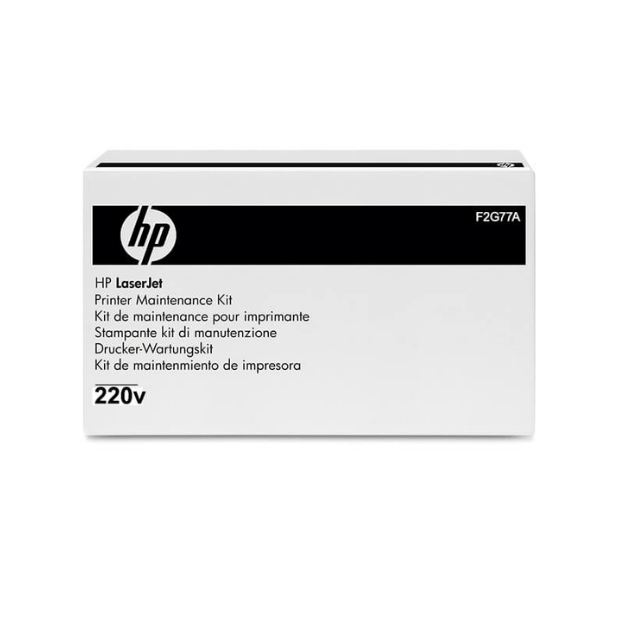 hp
F2G77A
HP LaserJet
Printer Maintenance Kit
Kit de maintenance pour imprimante
Stampante kit di manutenzione
Drucker-Wartungskit
Kit de maintenmiento de impresora
220v